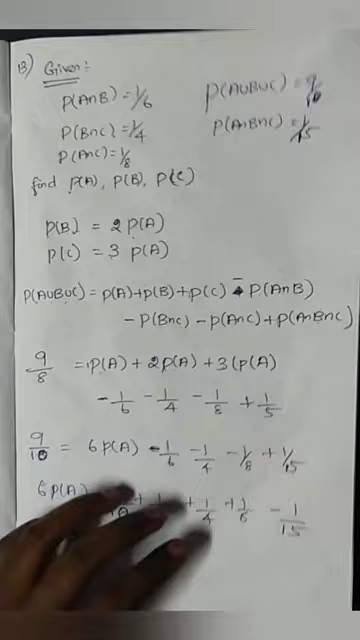 13) Given:-
P(A∩B) = 1/6 P(AUBUC) = 9/10
P(B∩C) = 1/4 P(A∩B∩C) = 1/15
P(A∩C) = 1/8
find P(A), P(B), P(C)
P(B) = 2 P(A)
P(C) = 3 P(A)
P(AUBUC) = P(A)+P(B)+P(C) - P(A∩B)
- P(B∩C) - P(A∩C) + P(A∩B∩C)
9/8 = P(A) + 2P(A) + 3(P(A)
- 1/6 - 1/4 - 1/8 + 1/5
9/10 = 6P(A) - 1/6 - 1/4 - 1/8 + 1/15
6P(A) + + 1/4 + 1/8 - 1/15